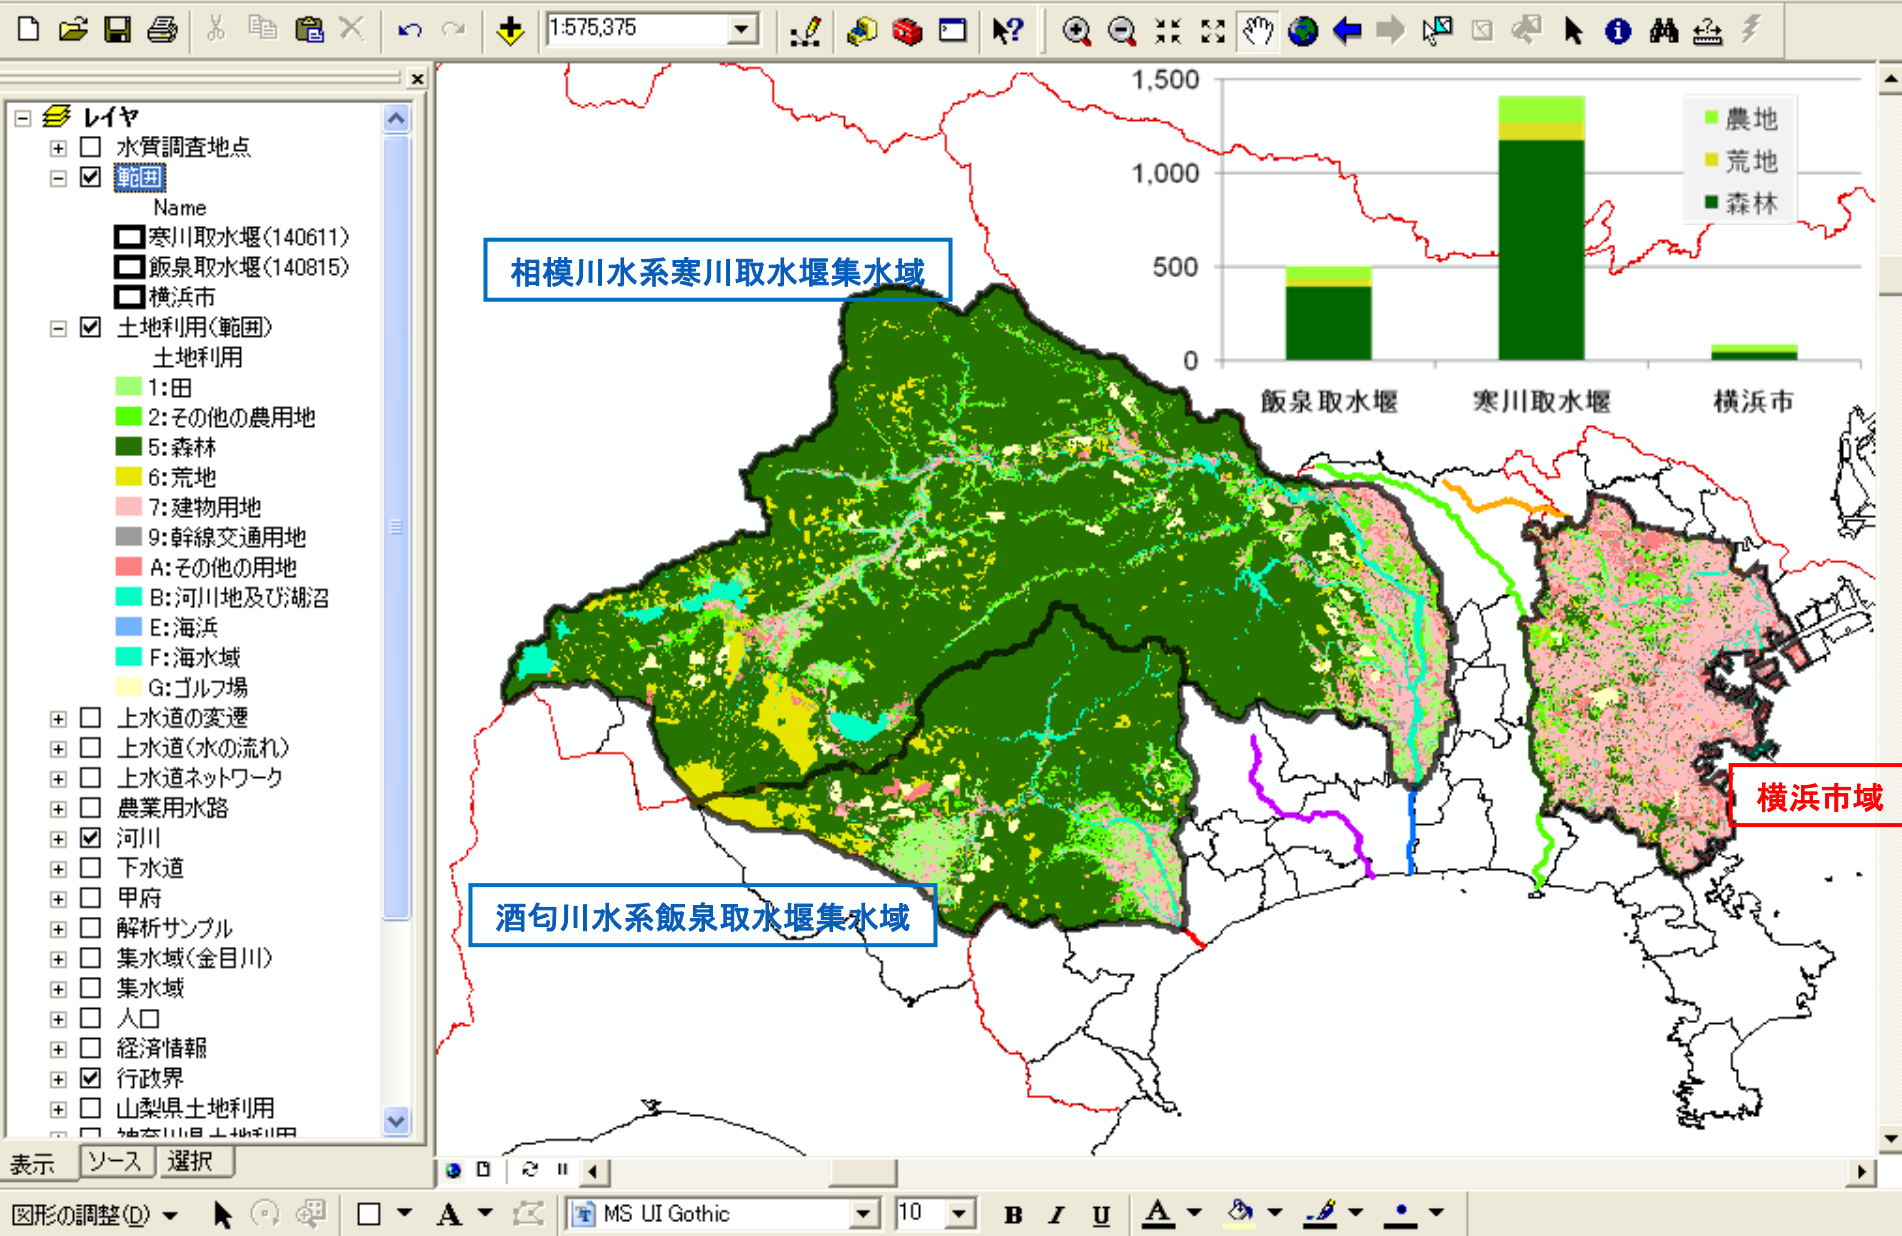 1:575,375
レイヤ
水質調査地点
範囲
Name
寒川取水堰(140611)
飯泉取水堰(140815)
横浜市
土地利用(範囲)
土地利用
1:田
2:その他の農用地
5:森林
6:荒地
7:建物用地
9:幹線交通用地
A:その他の用地
B:河川地及び湖沼
E:海浜
F:海水域
G:ゴルフ場
上水道の変遷
上水道(水の流れ)
上水道ネットワーク
農業用水路
河川
下水道
甲府
解析サンプル
集水域(金目川)
集水域
人口
経済情報
行政界
山梨県土地利用
神奈川県土地利用
表示
ソース
選択
1,500
1,000
500
0
農地
荒地
森林
飯泉取水堰
寒川取水堰
横浜市
相模川水系寒川取水堰集水域
酒匂川水系飯泉取水堰集水域
横浜市域
図形の調整(D)
A
MS UI Gothic
10
B
I
U
A